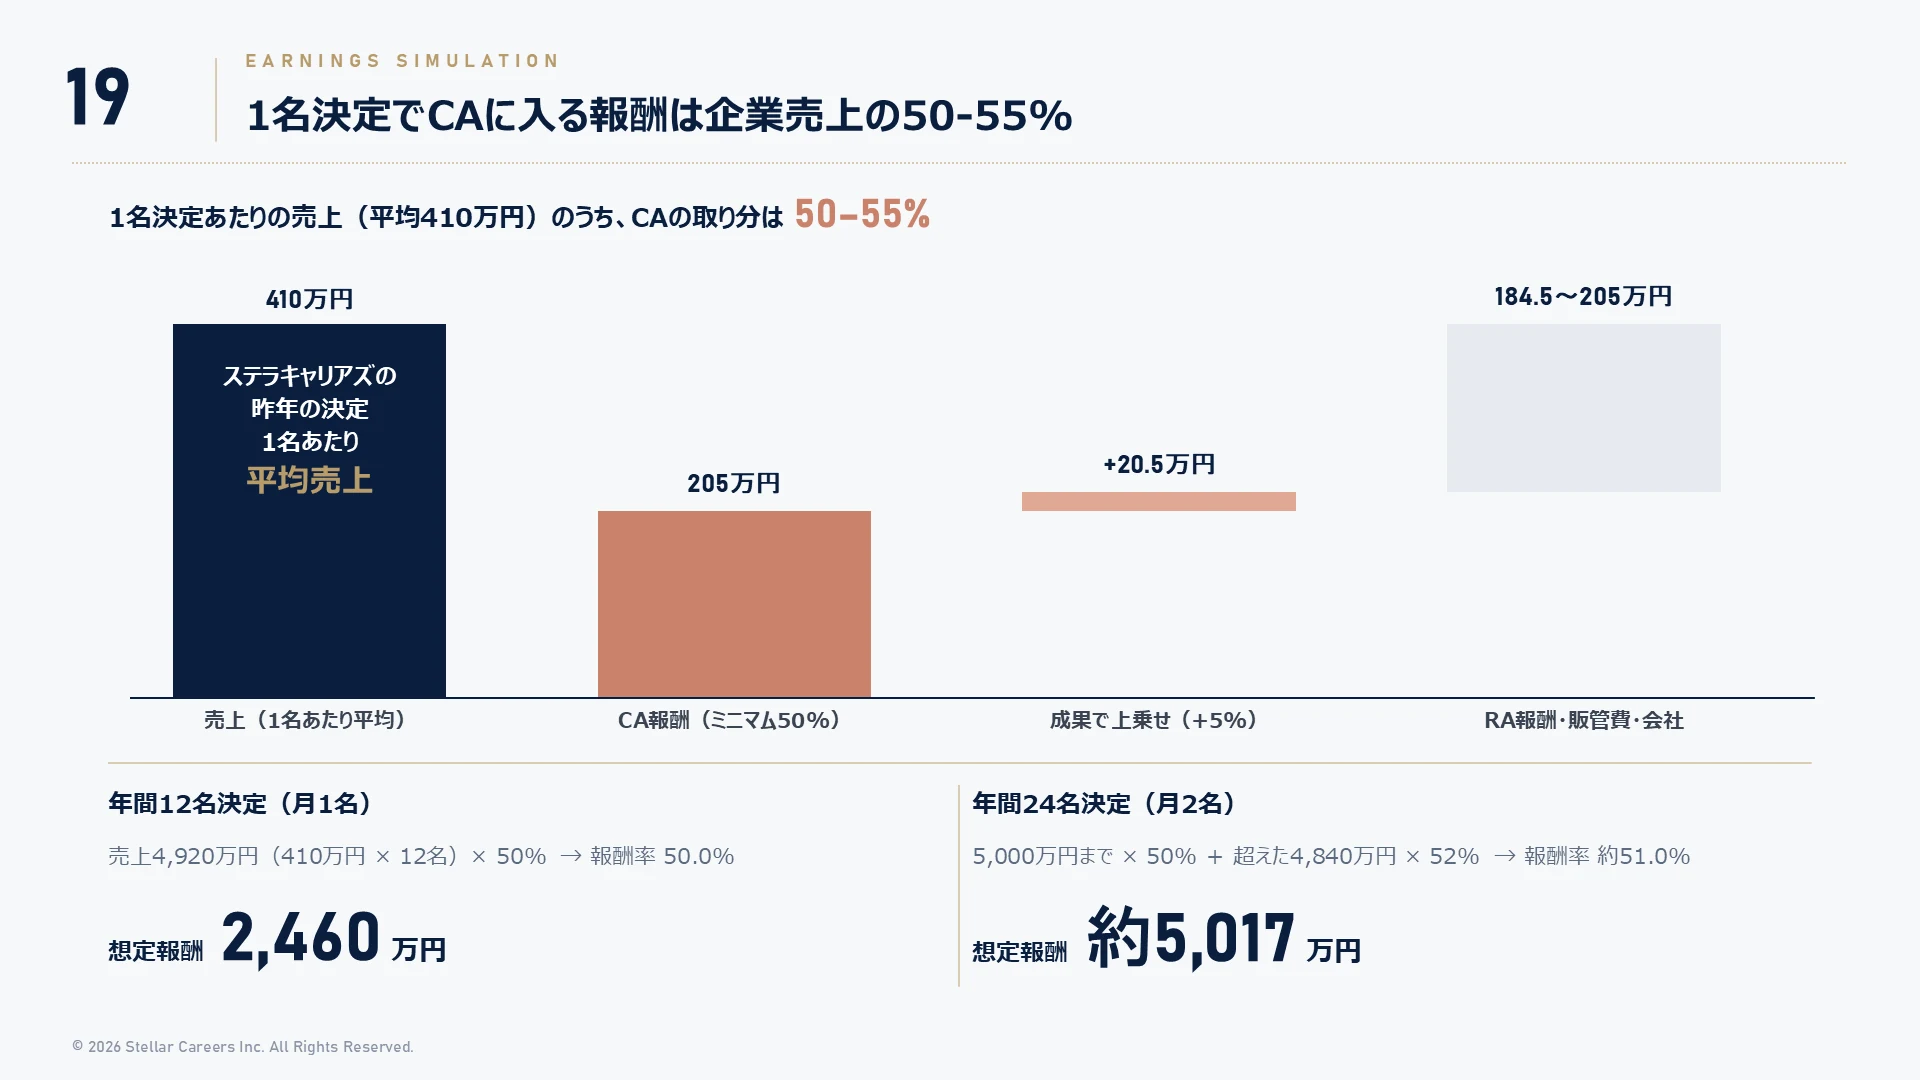 19
EARNINGS SIMULATION
1名決定でCAに入る報酬は企業売上の50-55%
1名決定あたりの売上（平均410万円）のうち、CAの取り分は 50–55%
410万円
ステラキャリアズの
昨年の決定
1名あたり
平均売上
205万円
+20.5万円
184.5〜205万円
売上（1名あたり平均）
CA報酬（ミニマム50%）
成果で上乗せ（+5%）
RA報酬・販管費・会社
年間12名決定（月1名）
売上4,920万円（410万円 × 12名）× 50% → 報酬率 50.0%
想定報酬 2,460 万円
年間24名決定（月2名）
5,000万円まで × 50% + 超えた4,840万円 × 52% → 報酬率 約51.0%
想定報酬 約5,017 万円
© 2026 Stellar Careers Inc. All Rights Reserved.